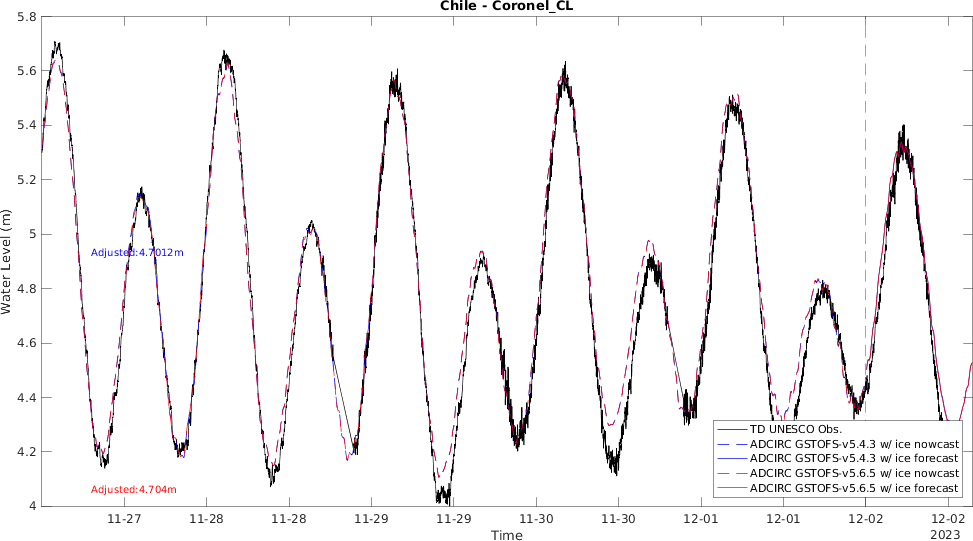 Chile - Coronel_CL
5.8
5.6
5.4
5.2
5
4.8
4.6
4.4
4.2
4
Water Level (m)
Adjusted:4.7012m
Adjusted:4.704m
TD UNESCO Obs.
ADCIRC GSTOFS-v5.4.3 w/ ice nowcast
ADCIRC GSTOFS-v5.4.3 w/ ice forecast
ADCIRC GSTOFS-v5.6.5 w/ ice nowcast
ADCIRC GSTOFS-v5.6.5 w/ ice forecast
11-27 11-28 11-28 11-29 11-29 11-30 11-30 12-01 12-01 12-02 12-02
2023
Time